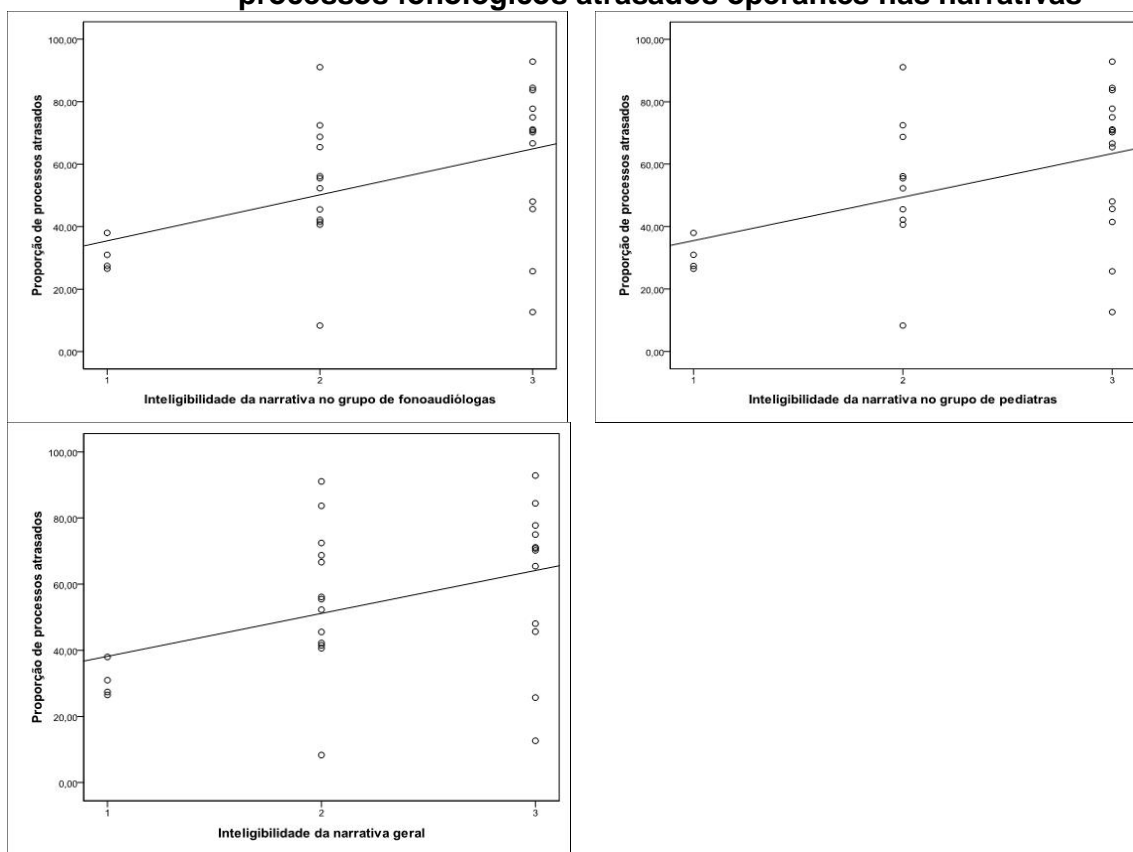 processos fonológicos atrasados operantes nas narrativas
100,00
80,00
60,00
40,00
20,00
0,00
Proporção de processos atrasados
1 2 3
Inteligibilidade da narrativa no grupo de fonoaudiólogas
100,00
80,00
60,00
40,00
20,00
0,00
Proporção de processos atrasados
1 2 3
Inteligibilidade da narrativa no grupo de pediatras
100,00
80,00
60,00
40,00
20,00
0,00
Proporção de processos atrasados
1 2 3
Inteligibilidade da narrativa geral